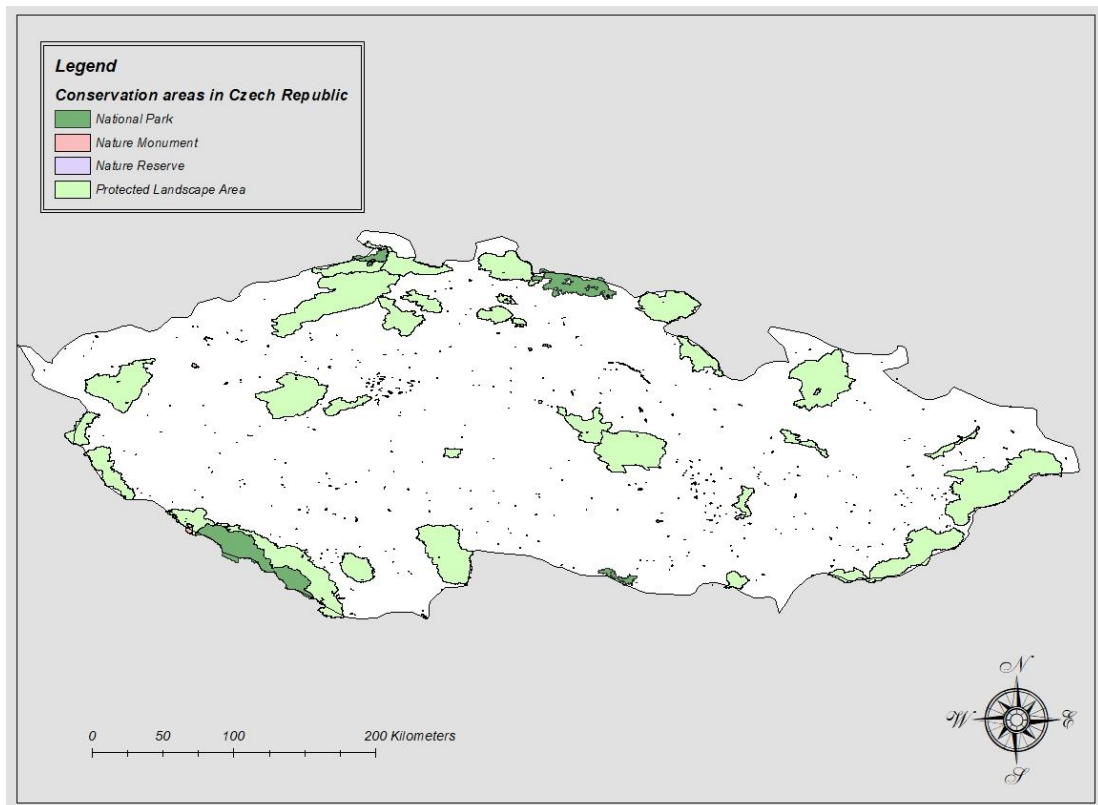 Legend
Conservation areas in Czech Republic
National Park
Nature Monument
Nature Reserve
Protected Landscape Area
0 50 100 200 Kilometers
N
W E
S